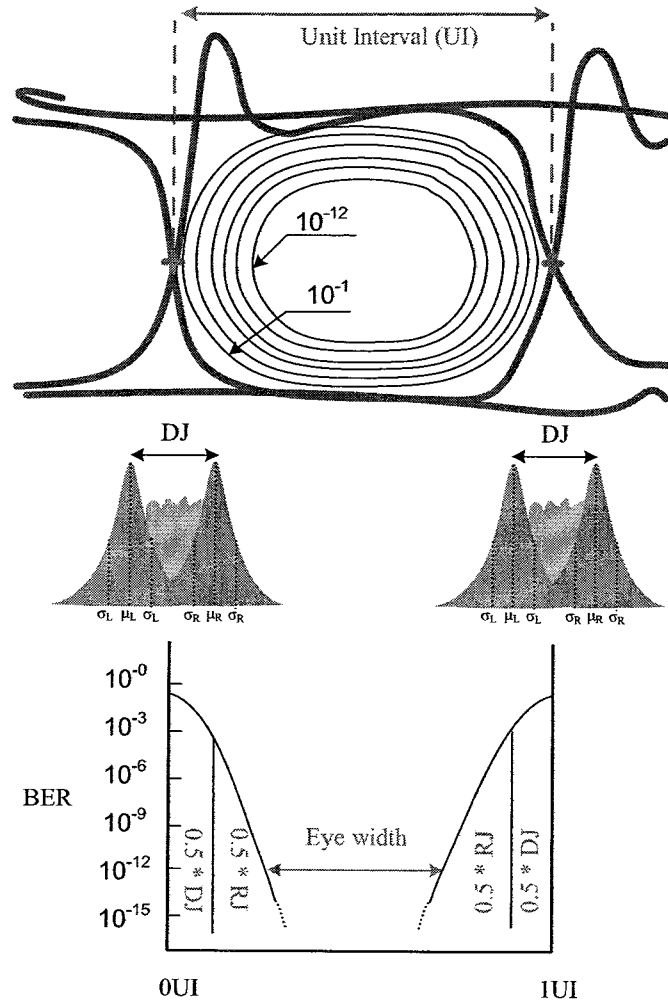 Unit Interval (UI)
10⁻¹²
10⁻¹
DJ
DJ
σL μL σL σR μR σR
σL μL σL σR μR σR
10⁻⁰
10⁻³
10⁻⁶
10⁻⁹
10⁻¹²
10⁻¹⁵
BER
0.5 * DJ
0.5 * RJ
Eye width
0.5 * RJ
0.5 * DJ
0UI
1UI